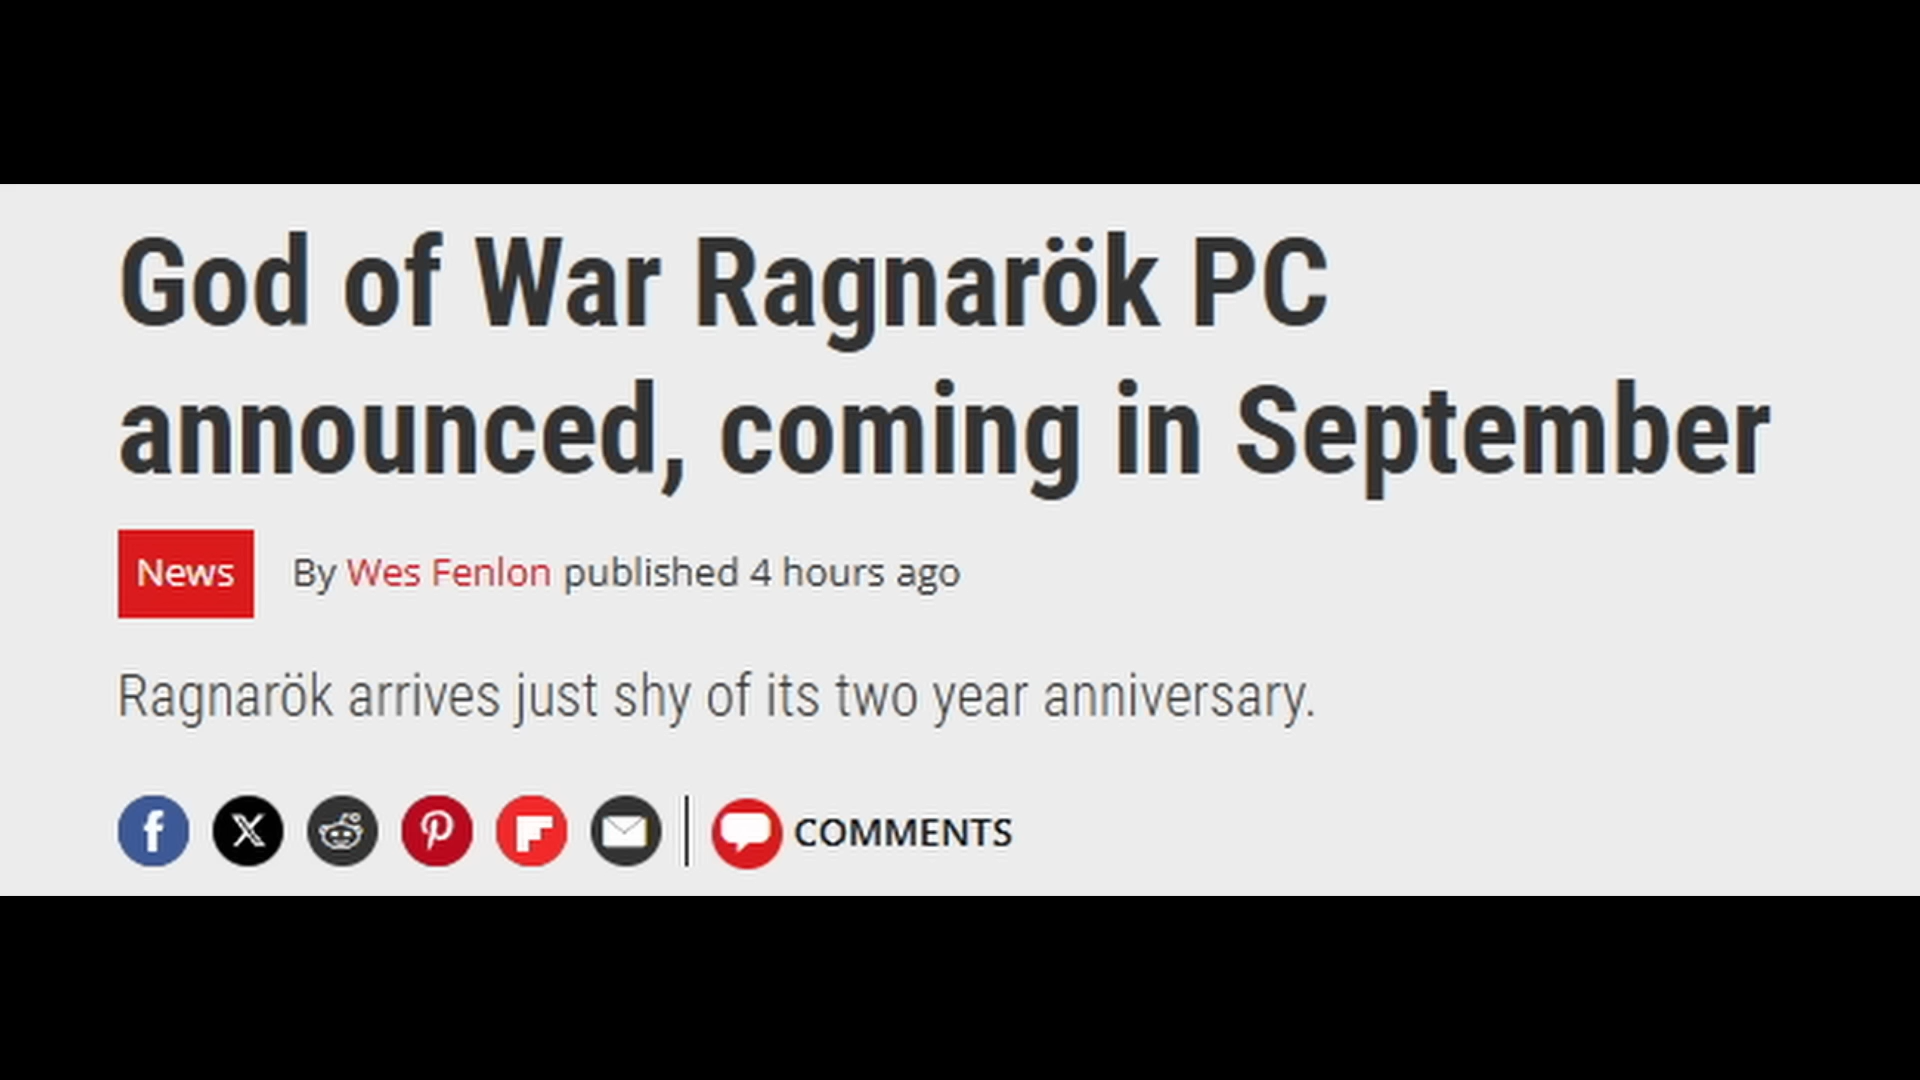 God of War Ragnarök PC
announced, coming in September
News By Wes Fenlon published 4 hours ago
Ragnarök arrives just shy of its two year anniversary.
COMMENTS